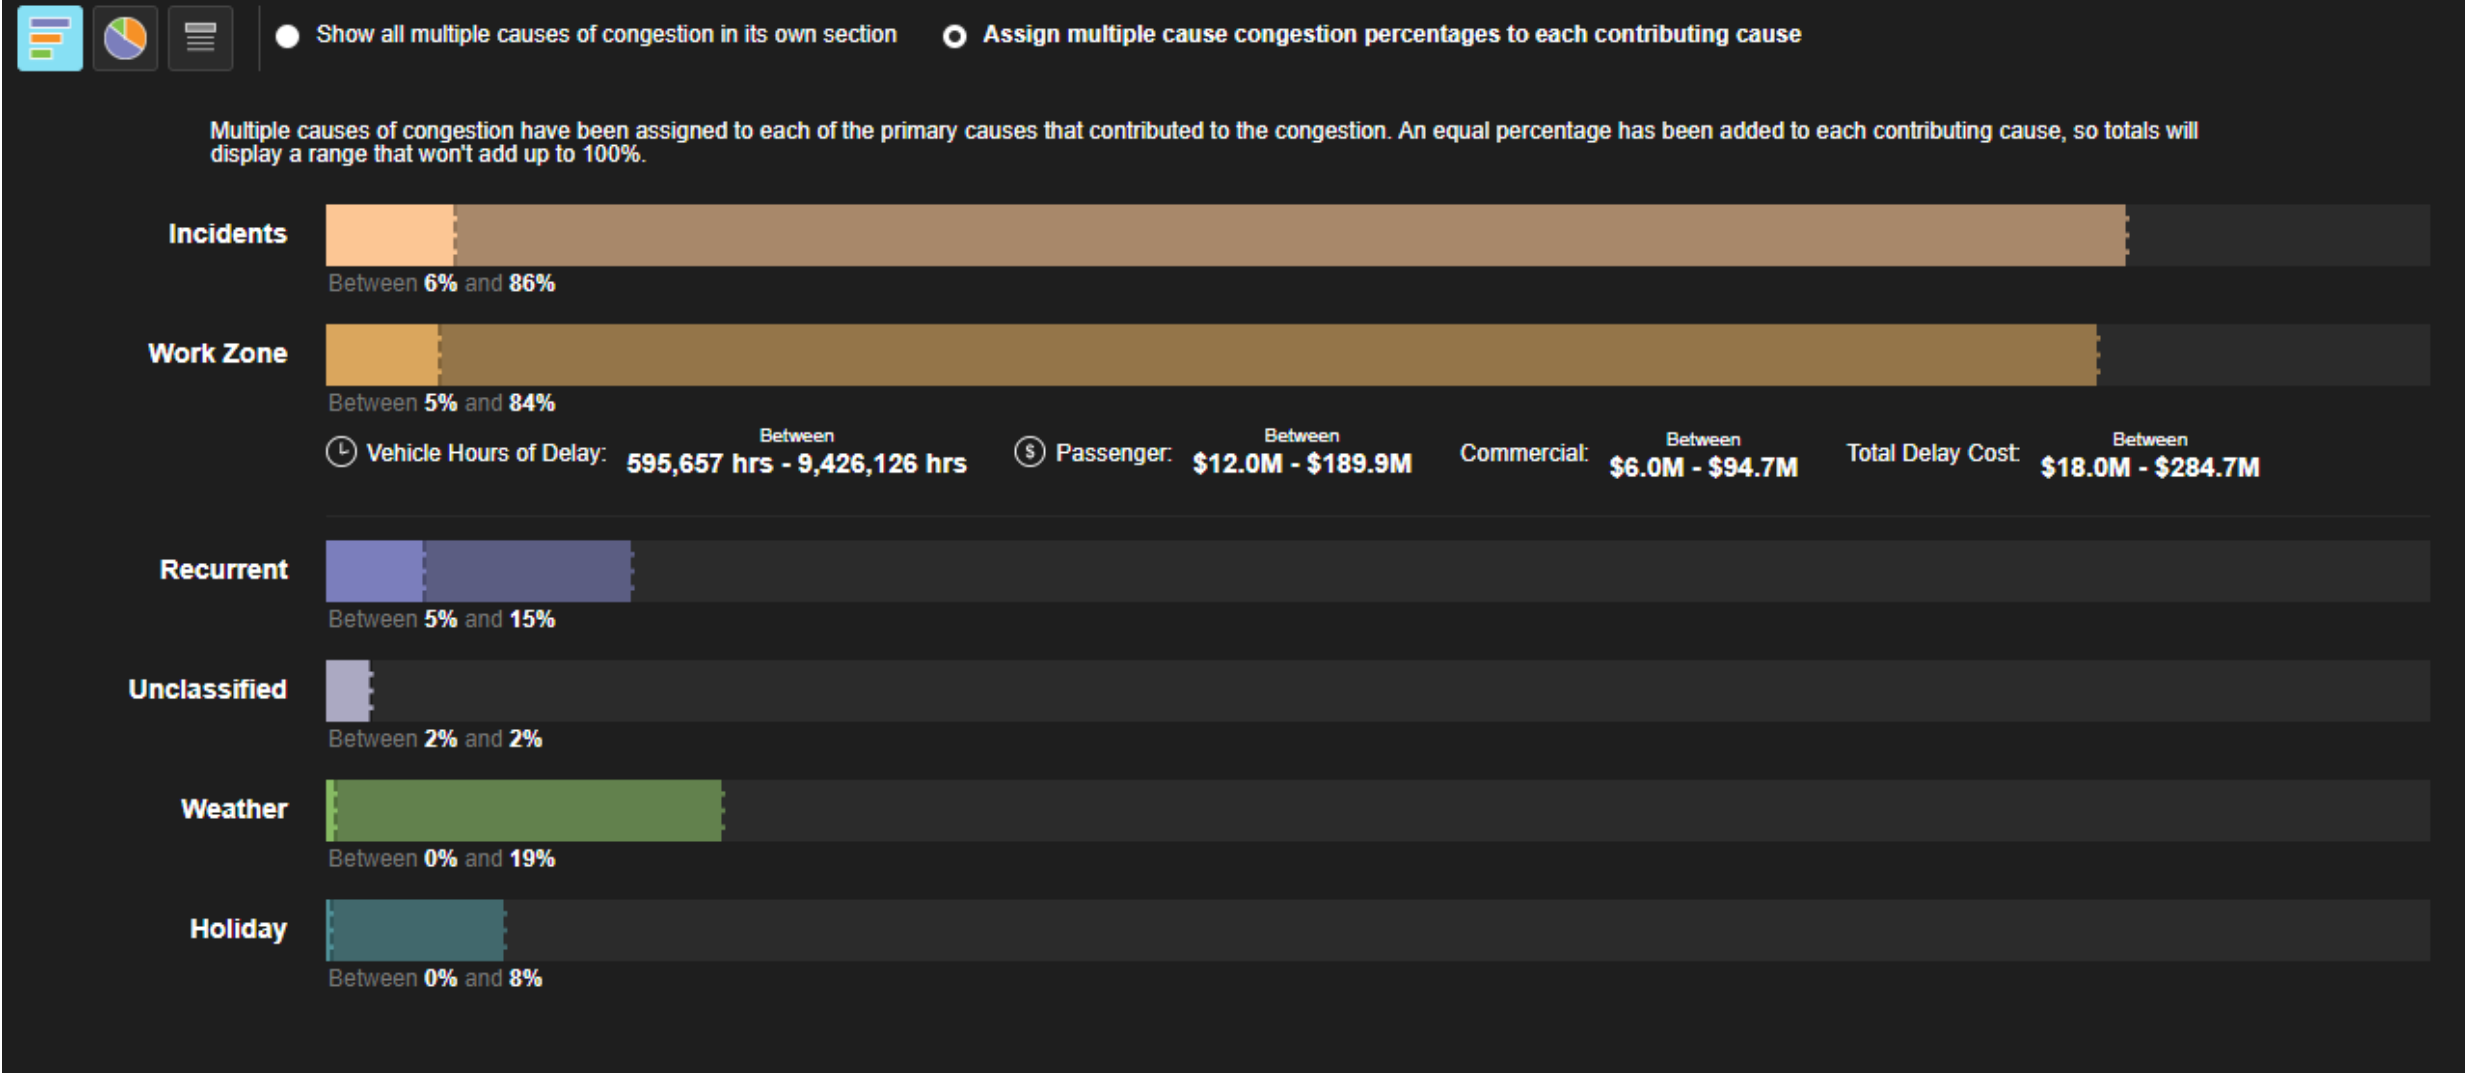 Show all multiple causes of congestion in its own section
Assign multiple cause congestion percentages to each contributing cause
Multiple causes of congestion have been assigned to each of the primary causes that contributed to the congestion. An equal percentage has been added to each contributing cause, so totals will
display a range that won't add up to 100%.
Incidents
Between 6% and 86%
Work Zone
Between 5% and 84%
Vehicle Hours of Delay: Between 595,657 hrs - 9,426,126 hrs
$ Passenger: Between $12.0M - $189.9M
Commercial: Between $6.0M - $94.7M
Total Delay Cost: Between $18.0M - $284.7M
Recurrent
Between 5% and 15%
Unclassified
Between 2% and 2%
Weather
Between 0% and 19%
Holiday
Between 0% and 8%